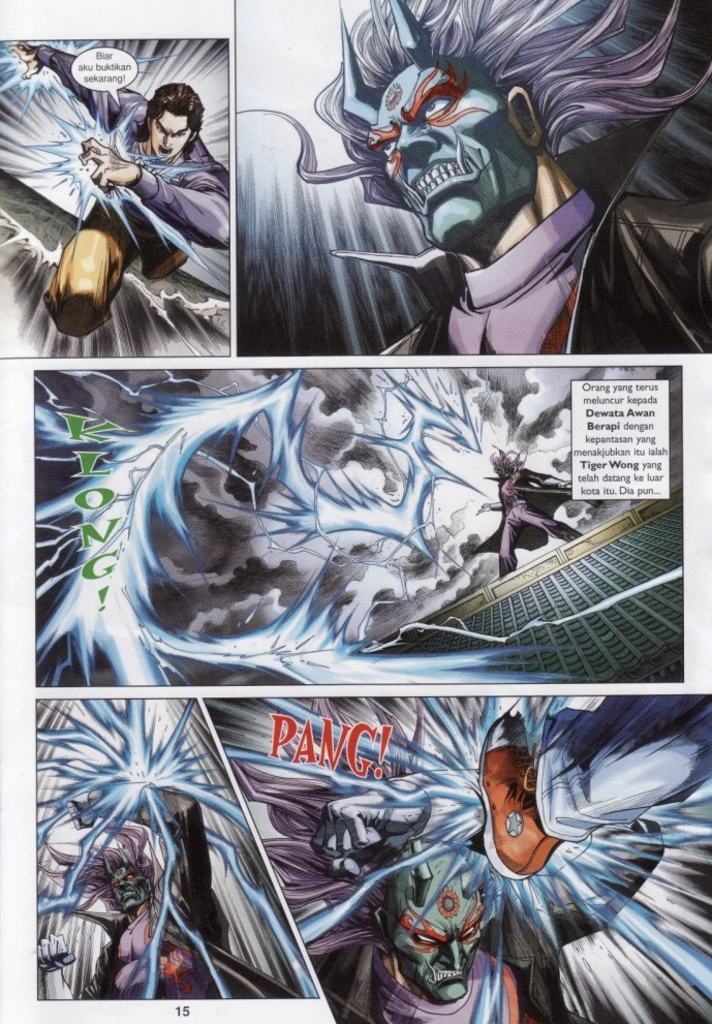 Biar
aku buktikan
sekarang!
KLONG!
Orang yang terus
meluncur kepada
Dewata Awan
Berapi dengan
kepantasan yang
menakjubkan itu ialah
Tiger Wong yang
telah datang ke luar
kota itu. Dia pun...
PANG!
15